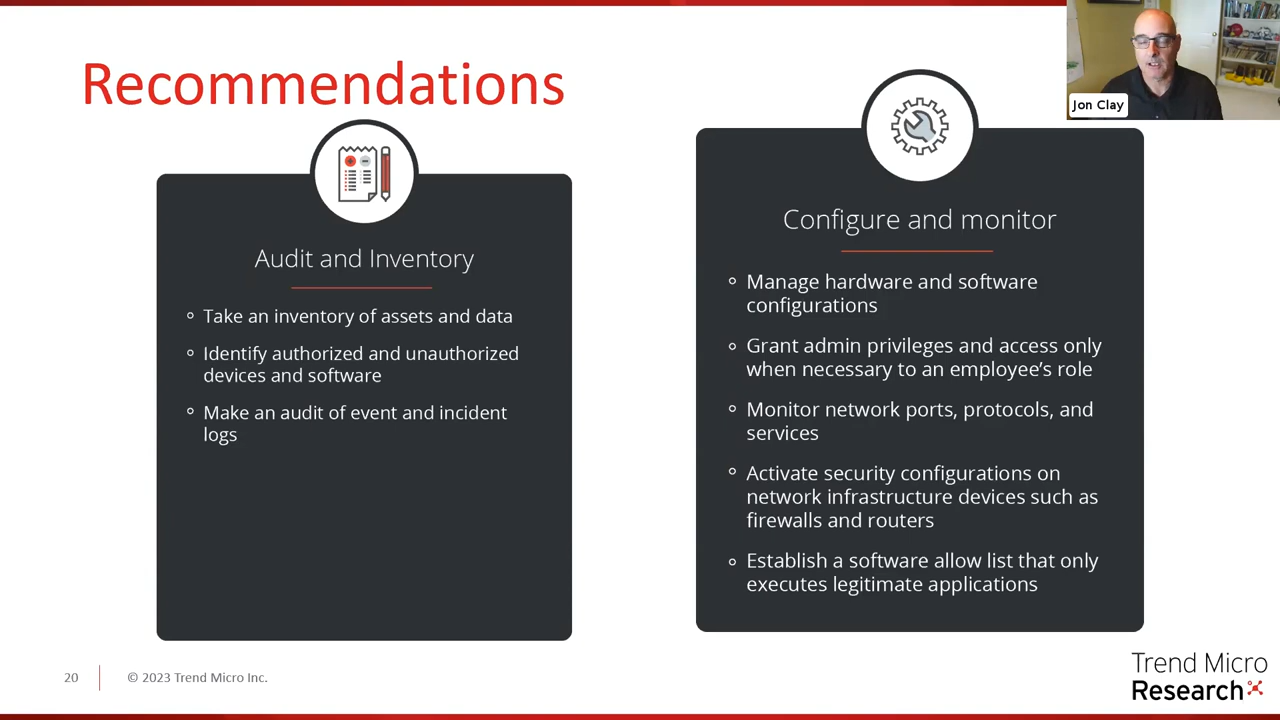 Recommendations
Jon Clay
Audit and Inventory
Take an inventory of assets and data
Identify authorized and unauthorized
devices and software
Make an audit of event and incident
logs
Configure and monitor
Manage hardware and software
configurations
Grant admin privileges and access only
when necessary to an employee’s role
Monitor network ports, protocols, and
services
Activate security configurations on
network infrastructure devices such as
firewalls and routers
Establish a software allow list that only
executes legitimate applications
20
© 2023 Trend Micro Inc.
Trend Micro
Research